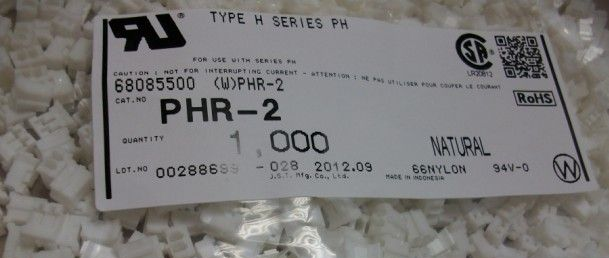 TYPE H SERIES PH
FOR USE WITH SERIES PH
CAUTION : NOT FOR INTERRUPTING CURRENT - ATTENTION : NE PAS UTILISER POUR COUPER LE COURANT
LR20812
68085500 (W)PHR-2
RoHS
CAT.NO PHR-2
QUANTITY 1,000 NATURAL
LOT.NO 00288699 -028 2012.09 66NYLON 94V-0 W
J.S.T. Mfg. Co., Ltd. MADE IN INDONESIA